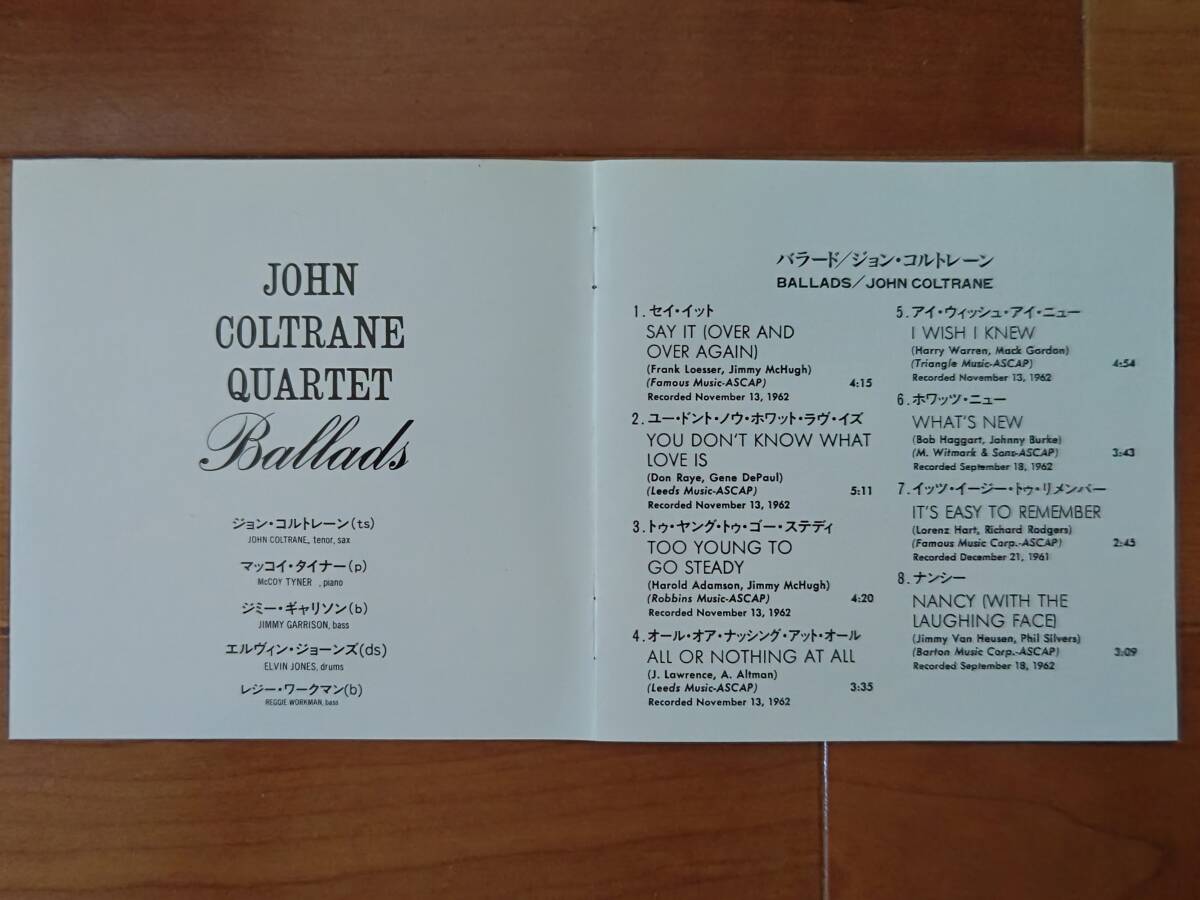 JOHN
COLTRANE
QUARTET
Ballads
ジョン・コルトレーン(ts)
JOHN COLTRANE, tenor, sax
マッコイ・タイナー(p)
McCOY TYNER , piano
ジミー・ギャリソン(b)
JIMMY GARRISON, bass
エルヴィン・ジョーンズ(ds)
ELVIN JONES, drums
レジー・ワークマン(b)
REGGIE WORKMAN, bass
バラード/ジョン・コルトレーン
BALLADS/JOHN COLTRANE
1.セイ・イット
SAY IT (OVER AND
OVER AGAIN)
(Frank Loesser, Jimmy McHugh)
(Famous Music-ASCAP) 4:15
Recorded November 13, 1962
2.ユー・ドント・ノウ・ホワット・ラヴ・イズ
YOU DON'T KNOW WHAT
LOVE IS
(Don Raye, Gene DePaul)
(Leeds Music-ASCAP) 5:11
Recorded November 13, 1962
3.トゥ・ヤング・トゥ・ゴー・ステディ
TOO YOUNG TO
GO STEADY
(Harold Adamson, Jimmy McHugh)
(Robbins Music-ASCAP) 4:20
Recorded November 13, 1962
4.オール・オア・ナッシング・アット・オール
ALL OR NOTHING AT ALL
(J. Lawrence, A. Altman)
(Leeds Music-ASCAP) 3:35
Recorded November 13, 1962
5.アイ・ウィッシュ・アイ・ニュー
I WISH I KNEW
(Harry Warren, Mack Gordon)
(Triangle Music-ASCAP) 4:54
Recorded November 13, 1962
6.ホワッツ・ニュー
WHAT'S NEW
(Bob Haggart, Johnny Burke)
(M. Witmark & Sons-ASCAP) 3:43
Recorded September 18, 1962
7.イッツ・イージー・トゥ・リメンバー
IT'S EASY TO REMEMBER
(Lorenz Hart, Richard Rodgers)
(Famous Music Corp.-ASCAP) 2:45
Recorded December 21, 1961
8.ナンシー
NANCY (WITH THE
LAUGHING FACE)
(Jimmy Van Heusen, Phil Silvers)
(Barton Music Corp.-ASCAP) 3:09
Recorded September 18, 1962